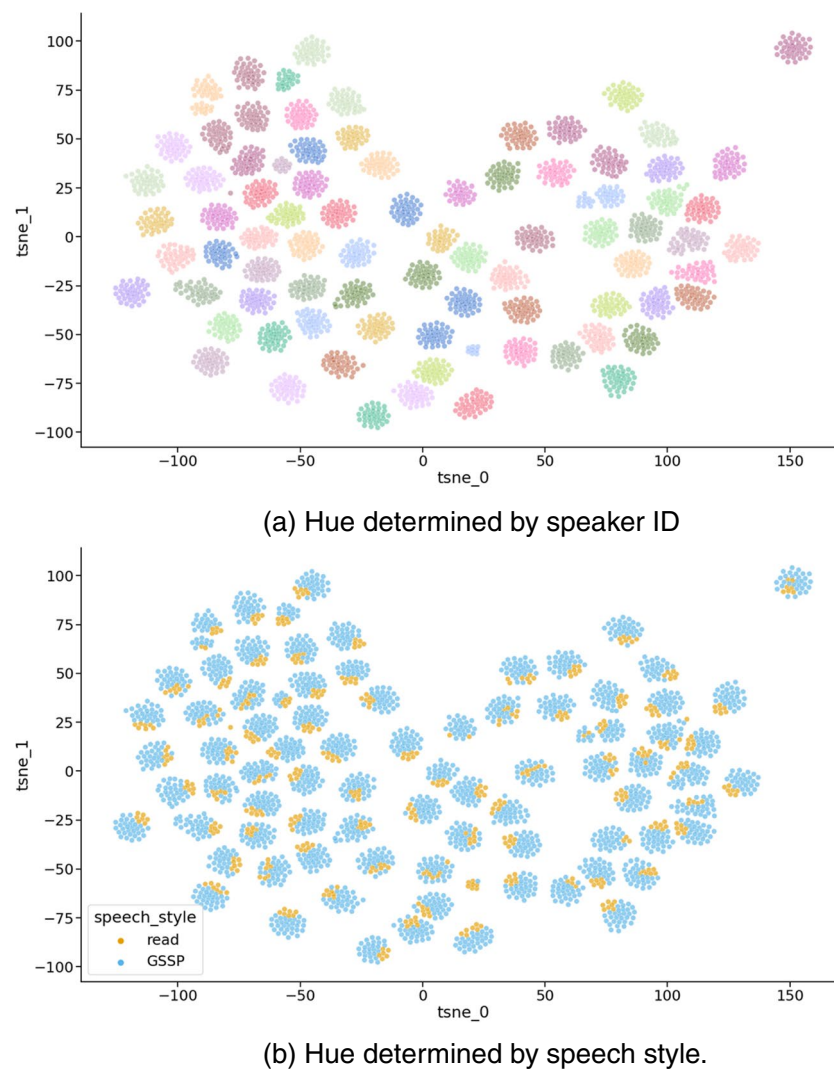 100
75
50
25
0
−25
−50
−75
−100
tsne_1
−100 −50 0 50 100 150
tsne_0
(a) Hue determined by speaker ID
100
75
50
25
0
−25
−50
−75
−100
tsne_1
speech_style
read
GSSP
−100 −50 0 50 100 150
tsne_0
(b) Hue determined by speech style.